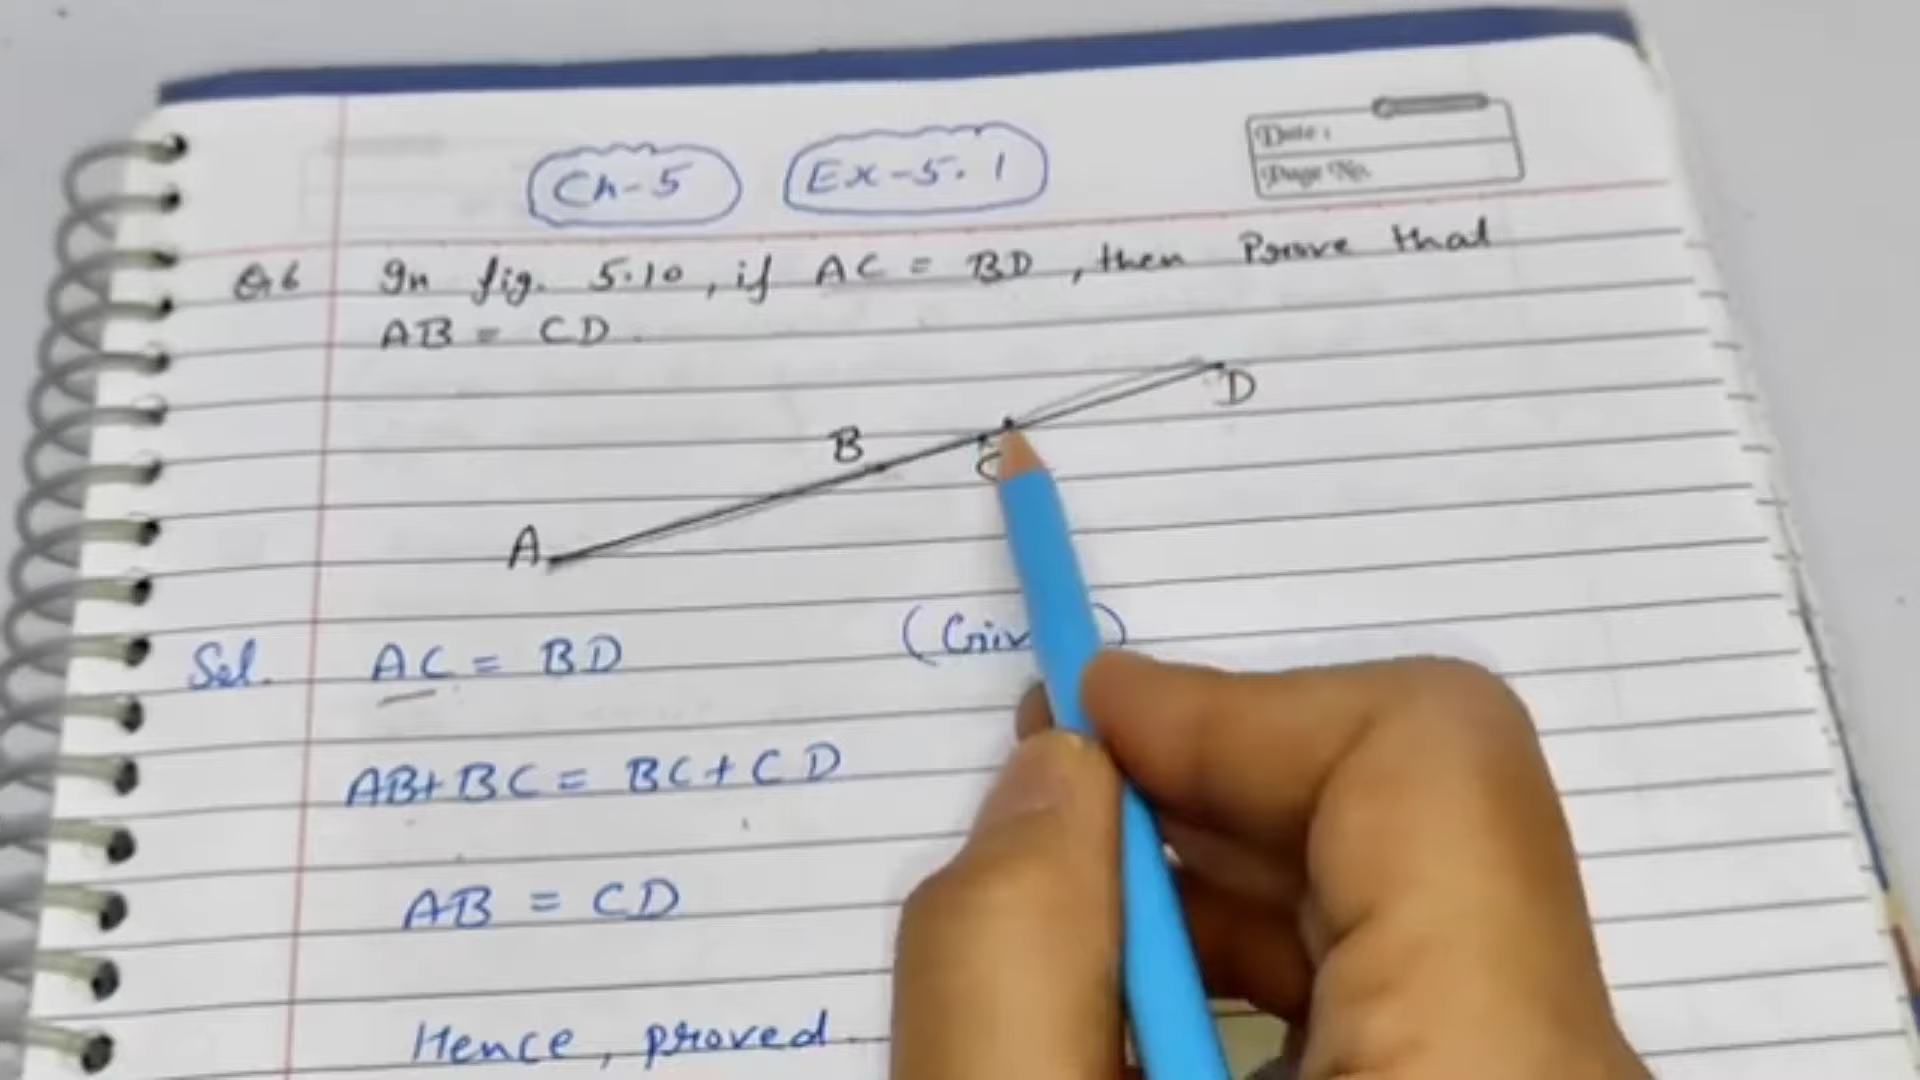 Ch-5 Ex-5.1
Date:
Page No.
Q.6 In fig. 5.10, if AC = BD, then Prove that
AB = CD.
D
B
C
A
Sol. AC = BD
AB+BC = BC+CD
AB = CD
Hence, proved.